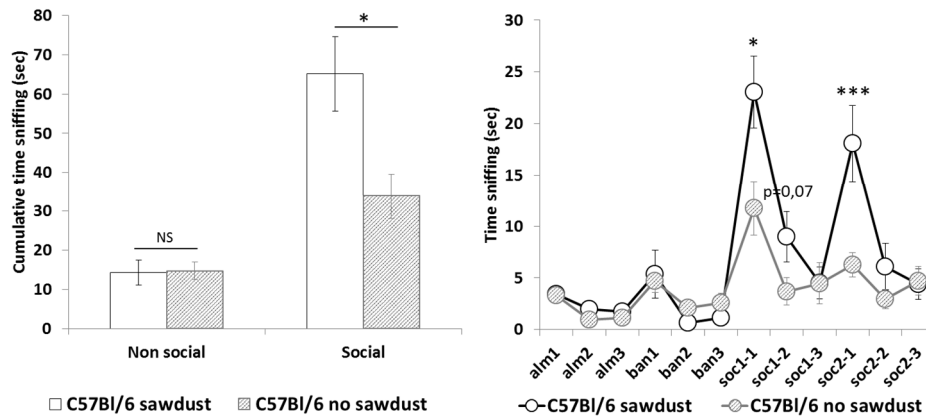 Cumulative time sniffing (sec)
80
70
60
50
40
30
20
10
0
*
NS
Non social
Social
C57Bl/6 sawdust
C57Bl/6 no sawdust
Time sniffing (sec)
30
25
20
15
10
5
0
*
***
p=0,07
alm1
alm2
alm3
ban1
ban2
ban3
soc1-1
soc1-2
soc1-3
soc2-1
soc2-2
soc2-3
C57Bl/6 sawdust
C57Bl/6 no sawdust